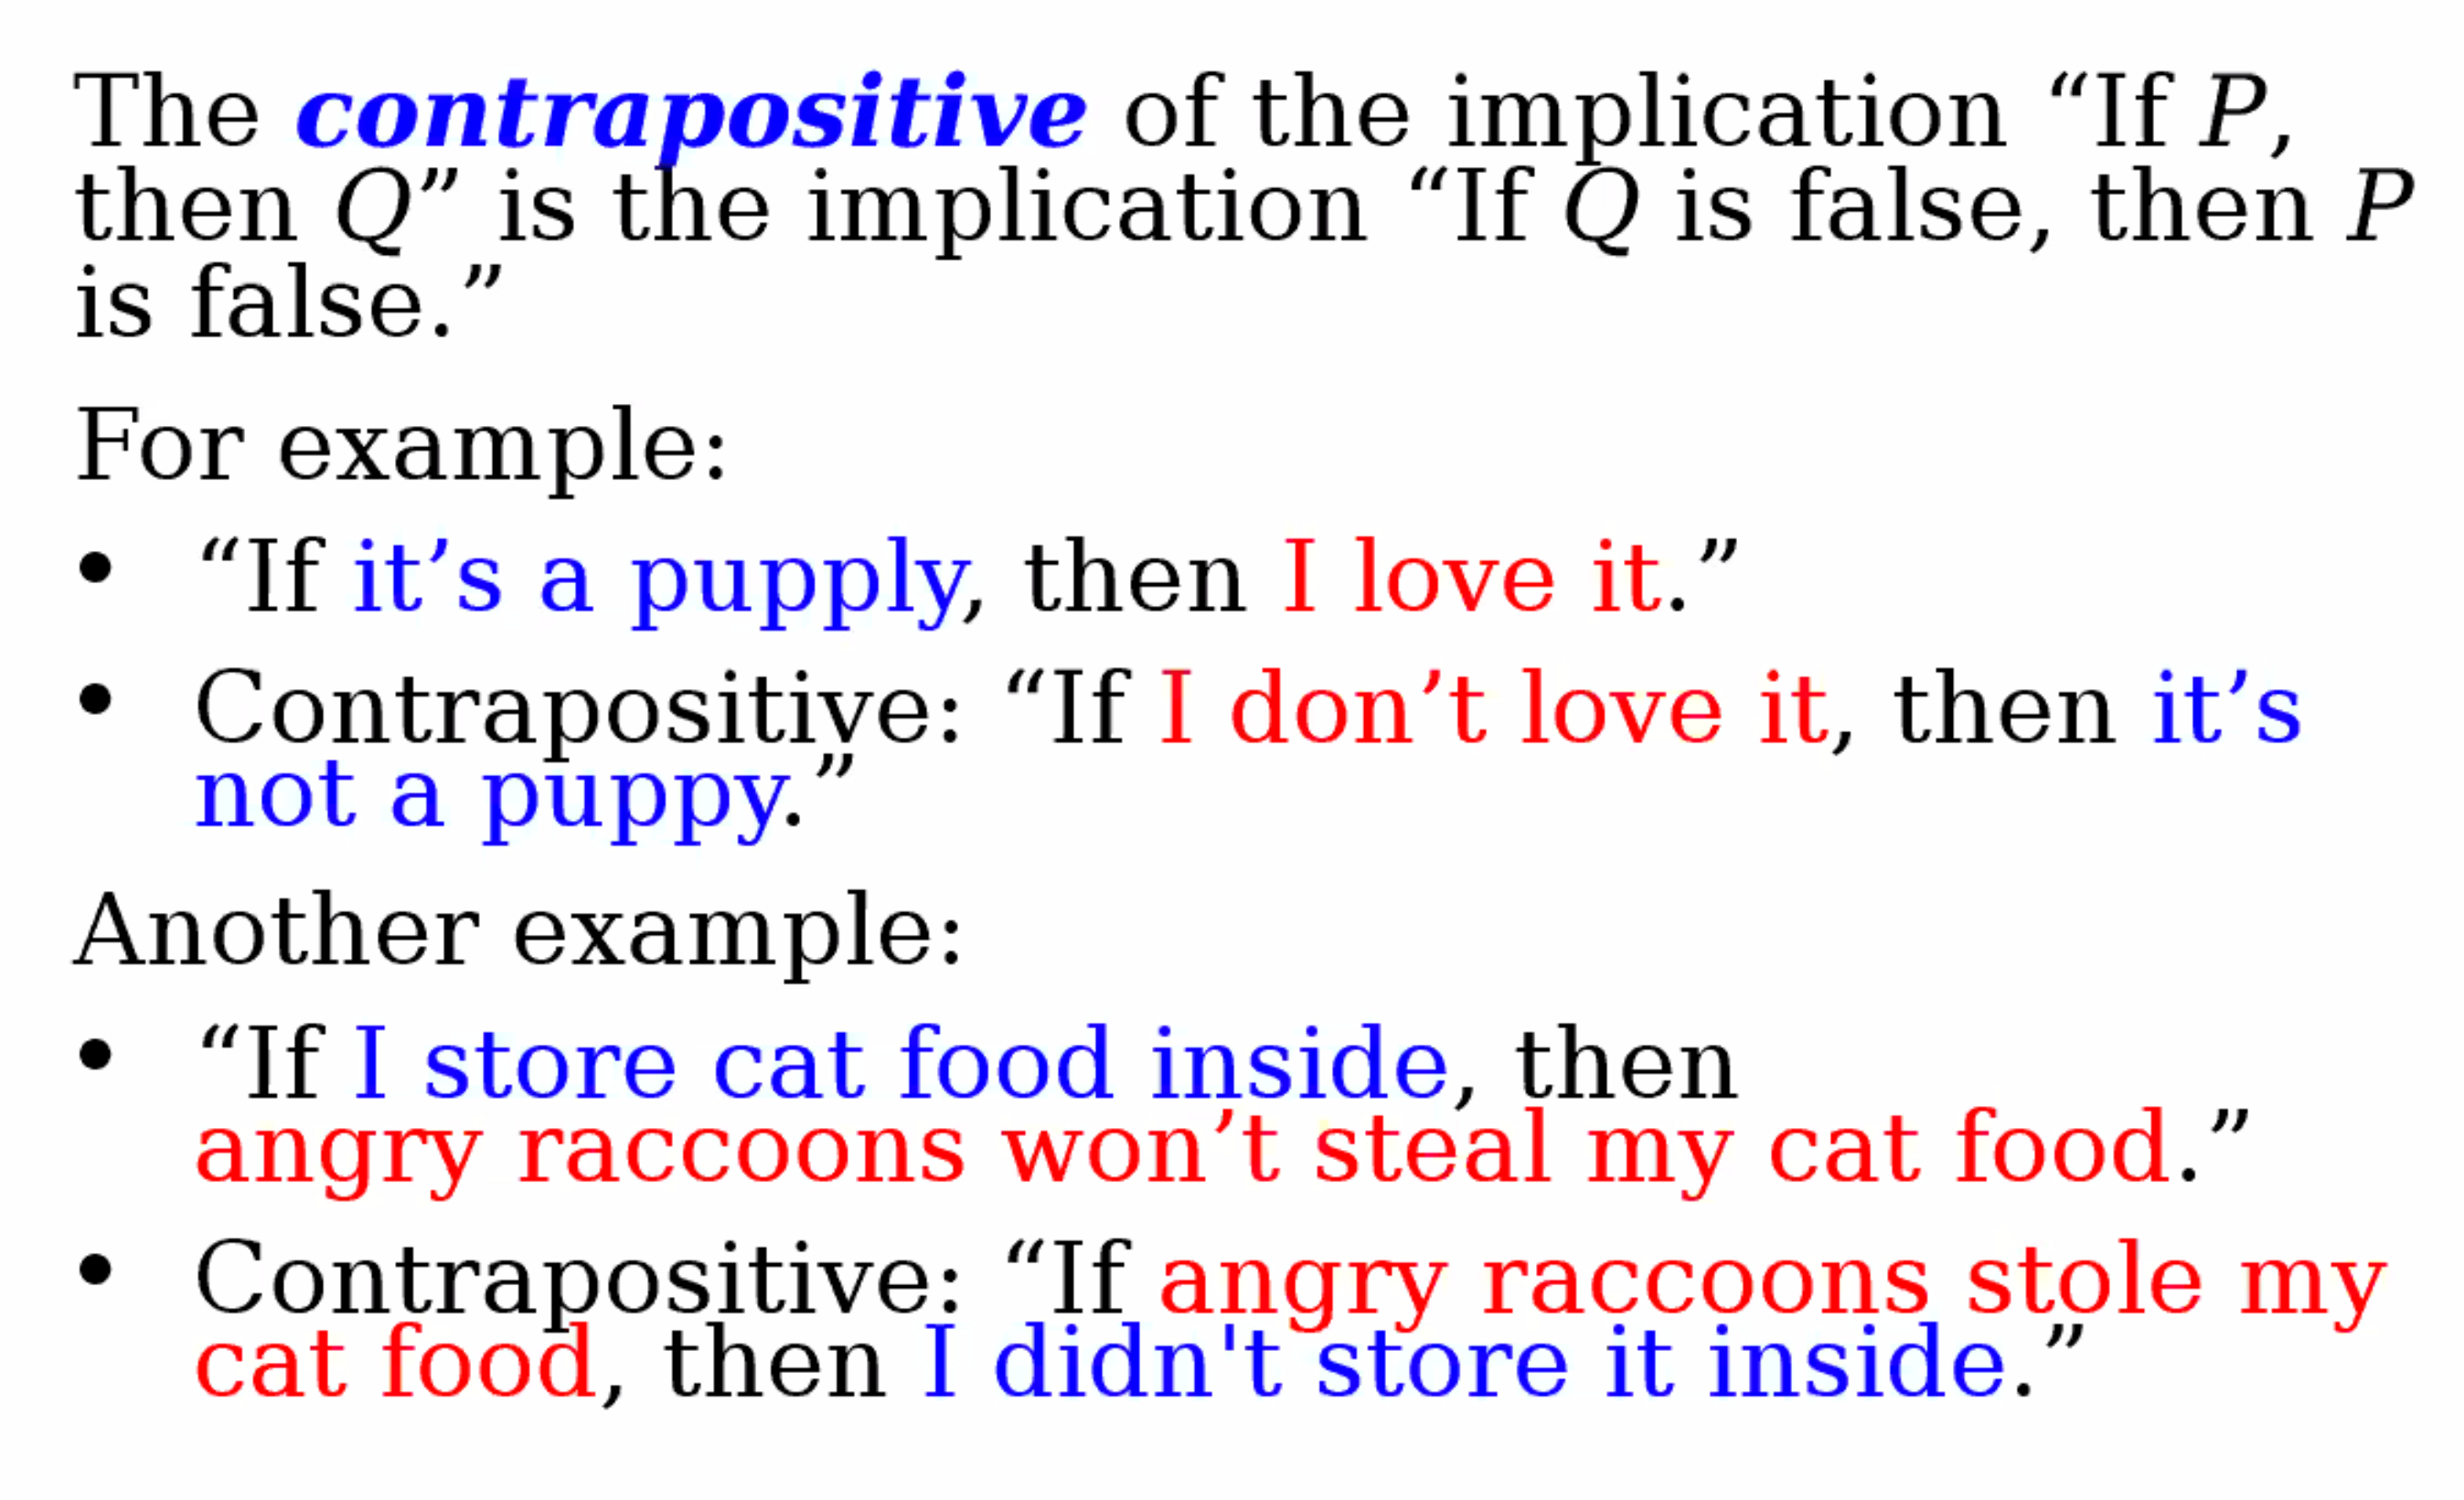 The contrapositive of the implication “If P,
then Q” is the implication “If Q is false, then P
is false.”
For example:
• “If it’s a pupply, then I love it.”
• Contrapositive: “If I don’t love it, then it’s
not a puppy.”
Another example:
• “If I store cat food inside, then
angry raccoons won’t steal my cat food.”
• Contrapositive: “If angry raccoons stole my
cat food, then I didn't store it inside.”